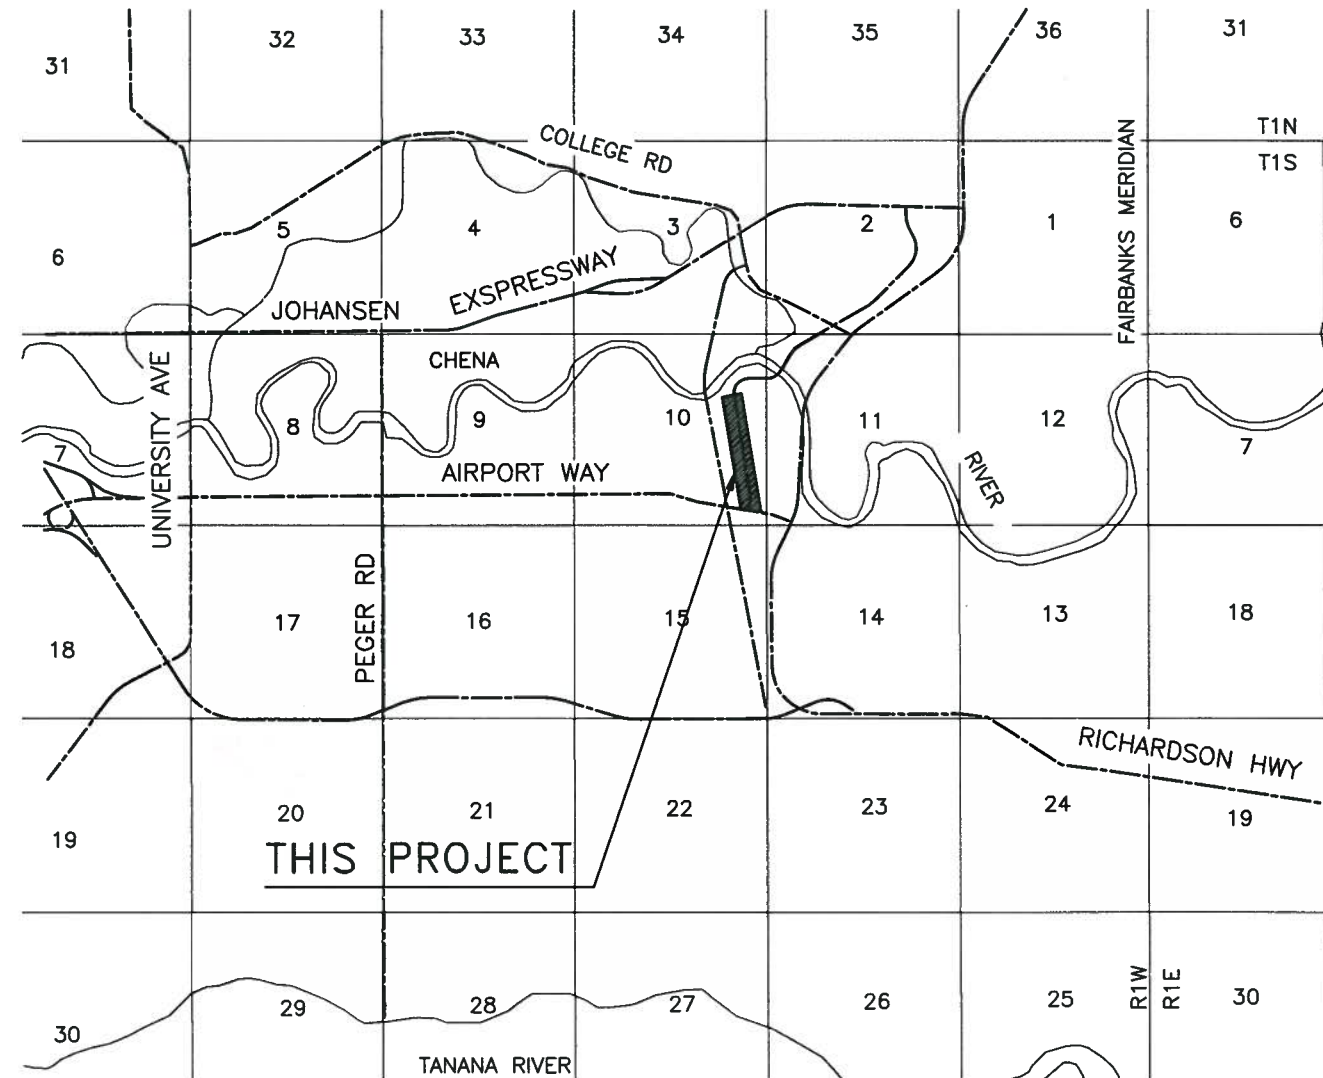 31 32 33 34 35 36 31
T1N
T1S
COLLEGE RD
FAIRBANKS MERIDIAN
6 5 4 3 2 1 6
JOHANSEN EXSPRESSWAY
CHENA
UNIVERSITY AVE
7 8 9 10 11 12 7
AIRPORT WAY
RIVER
PEGER RD
18 17 16 15 14 13 18
RICHARDSON HWY
19 20 21 22 23 24 19
THIS PROJECT
30 29 28 27 26 25 30
R1W
R1E
TANANA RIVER